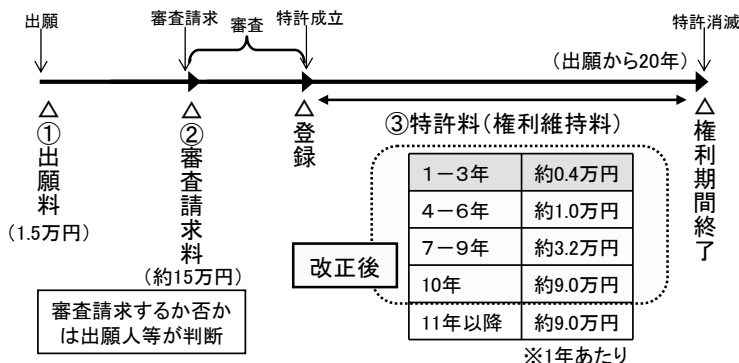 出願
審査請求
審査
特許成立
特許消滅
(出願から20年)
△①出願料
(1.5万円)
△②審査請求料
(約15万円)
△登録
△権利期間終了
③特許料(権利維持料)
1－3年 約0.4万円
4－6年 約1.0万円
7－9年 約3.2万円
10年 約9.0万円
11年以降 約9.0万円
※1年あたり
改正後
審査請求するか否か
は出願人等が判断